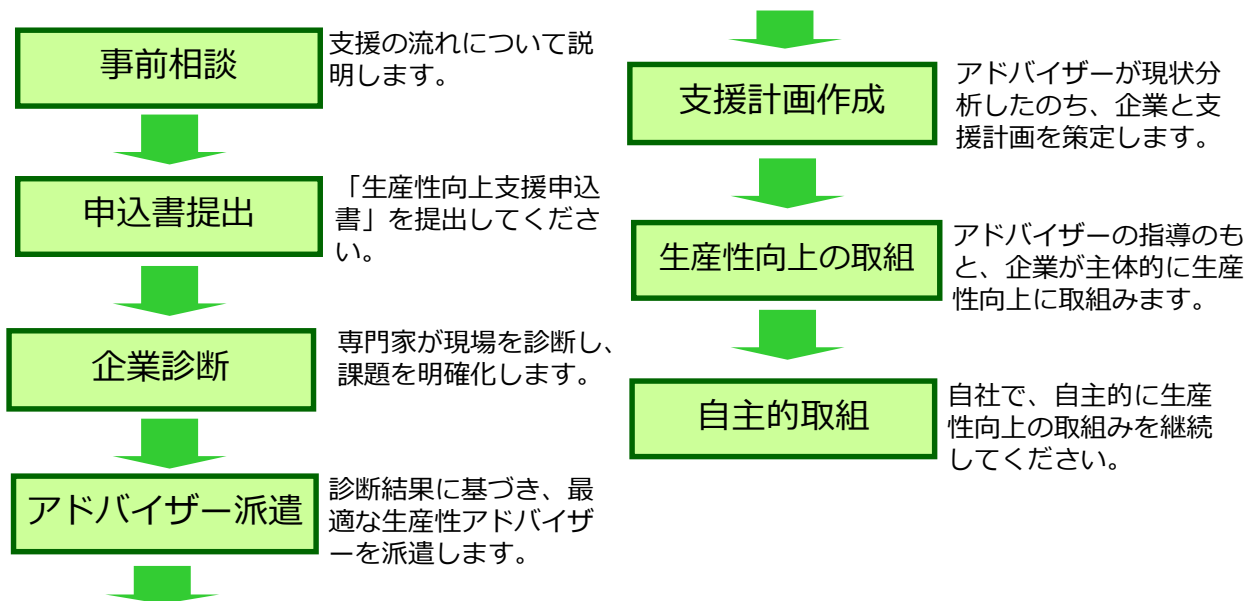 事前相談
支援の流れについて説
明します。
申込書提出
「生産性向上支援申込
書」を提出してくださ
い。
企業診断
専門家が現場を診断し、
課題を明確化します。
アドバイザー派遣
診断結果に基づき、最
適な生産性アドバイザ
ーを派遣します。
支援計画作成
アドバイザーが現状分
析したのち、企業と支
援計画を策定します。
生産性向上の取組
アドバイザーの指導のも
と、企業が主体的に生産
性向上に取組みます。
自主的取組
自社で、自主的に生産
性向上の取組みを継続
してください。